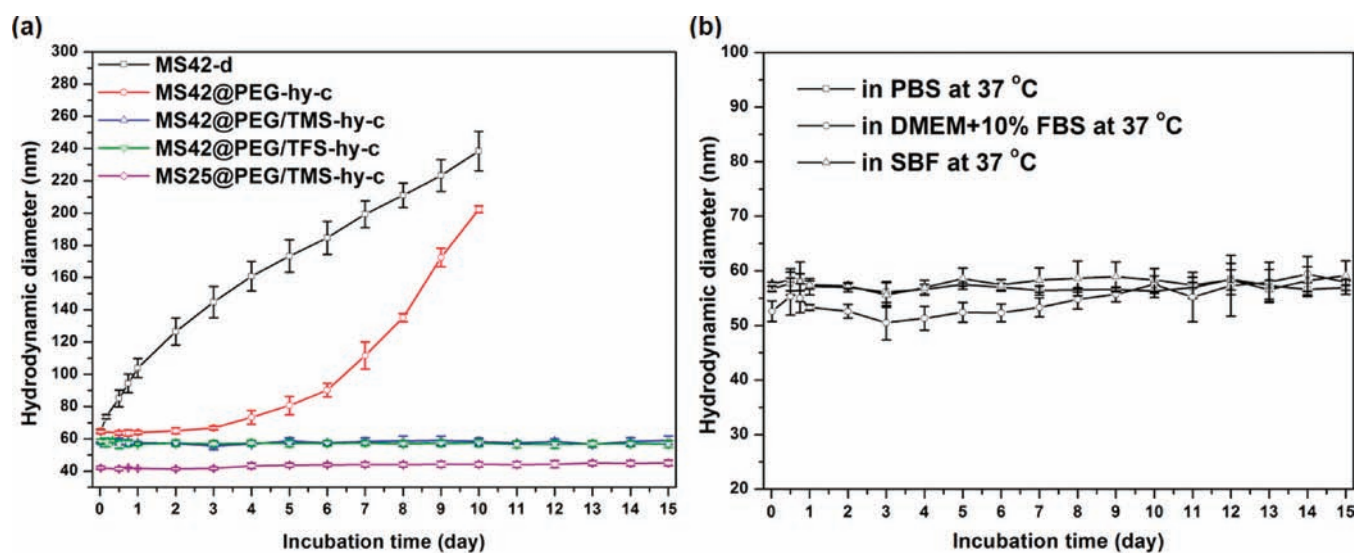 (a)
300
280
260
240
220
200
180
160
140
120
100
80
60
40
Hydrodynamic diameter (nm)
MS42-d
MS42@PEG-hy-c
MS42@PEG/TMS-hy-c
MS42@PEG/TFS-hy-c
MS25@PEG/TMS-hy-c
0 1 2 3 4 5 6 7 8 9 10 11 12 13 14 15
Incubation time (day)
(b)
100
90
80
70
60
50
40
30
20
Hydrodynamic diameter (nm)
in PBS at 37 °C
in DMEM+10% FBS at 37 °C
in SBF at 37 °C
0 1 2 3 4 5 6 7 8 9 10 11 12 13 14 15
Incubation time (day)